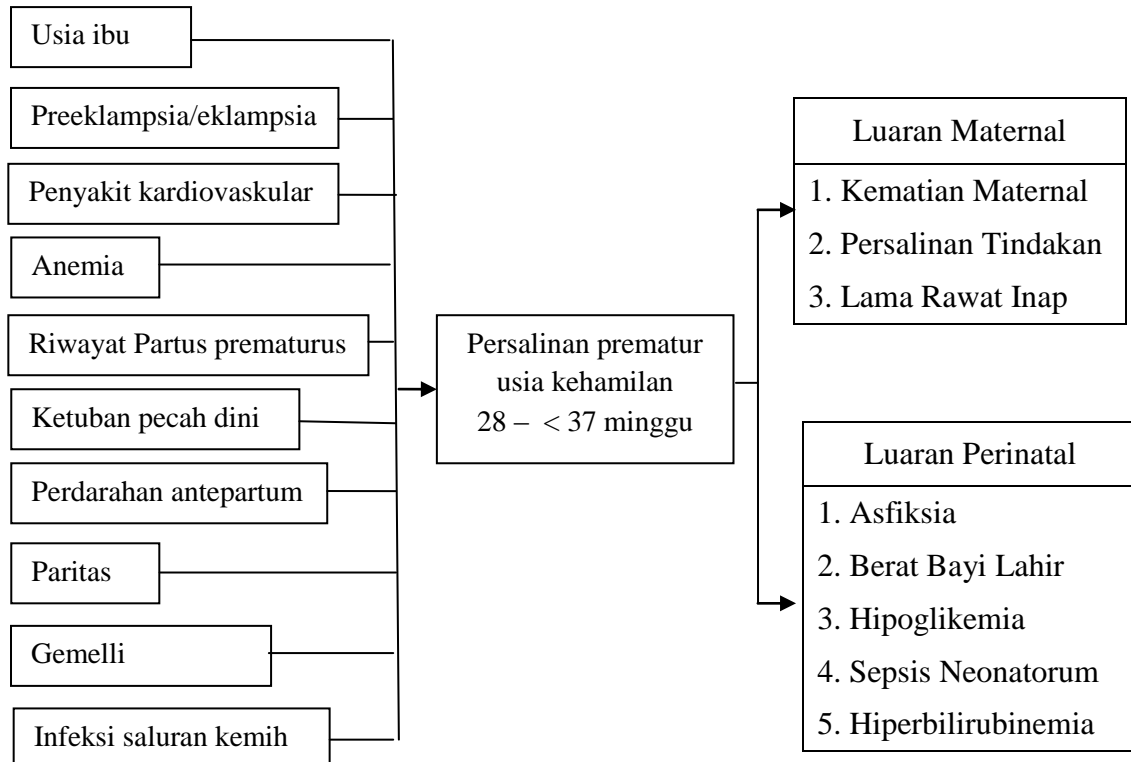 Usia ibu
Preeklampsia/eklampsia
Penyakit kardiovaskular
Anemia
Riwayat Partus prematurus
Ketuban pecah dini
Perdarahan antepartum
Paritas
Gemelli
Infeksi saluran kemih
Persalinan prematur
usia kehamilan
28 – < 37 minggu
Luaran Maternal
1. Kematian Maternal
2. Persalinan Tindakan
3. Lama Rawat Inap
Luaran Perinatal
1. Asfiksia
2. Berat Bayi Lahir
3. Hipoglikemia
4. Sepsis Neonatorum
5. Hiperbilirubinemia